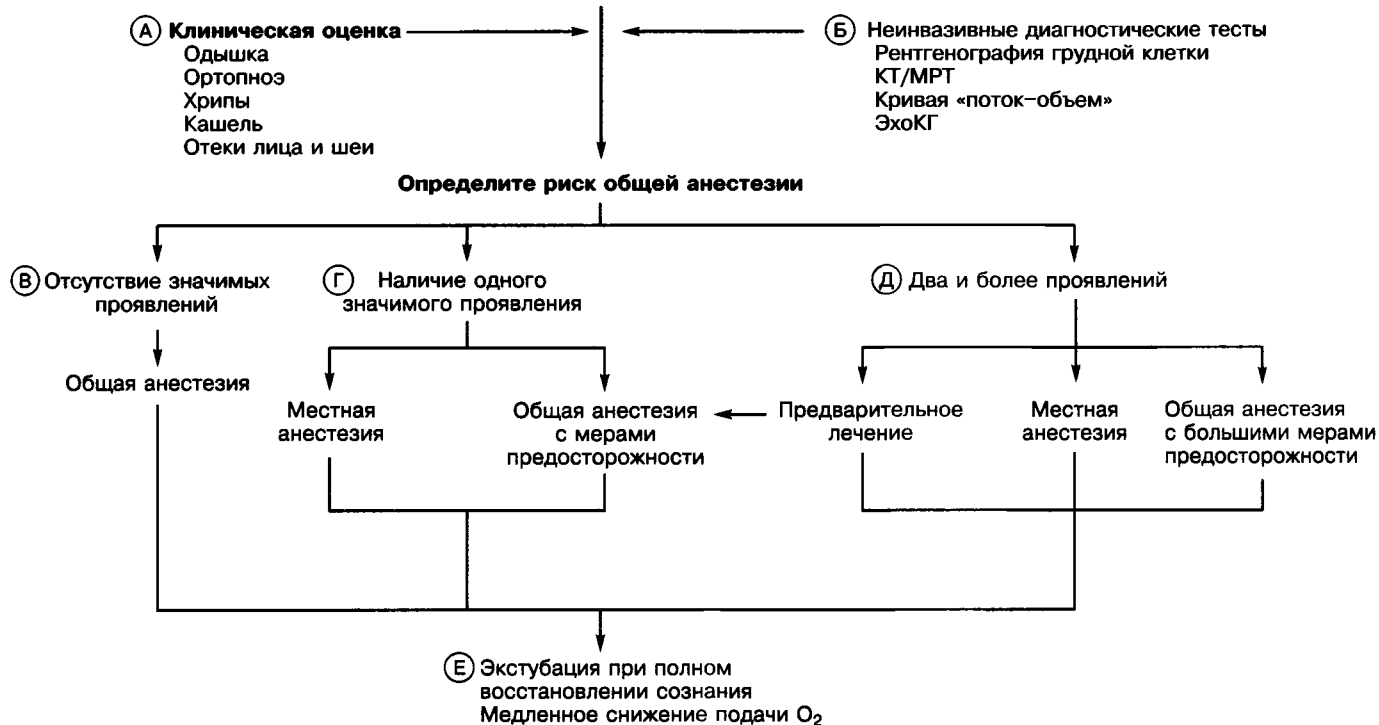 А Клиническая оценка
Одышка
Ортопноэ
Хрипы
Кашель
Отеки лица и шеи
Б Неинвазивные диагностические тесты
Рентгенография грудной клетки
КТ/МРТ
Кривая «поток–объем»
ЭхоКГ
Определите риск общей анестезии
В Отсутствие значимых
проявлений
Г Наличие одного
значимого проявления
Д Два и более проявлений
Общая анестезия
Местная
анестезия
Общая анестезия
с мерами
предосторожности
Предварительное
лечение
Местная
анестезия
Общая анестезия
с большими мерами
предосторожности
Е Экстубация при полном
восстановлении сознания
Медленное снижение подачи O₂